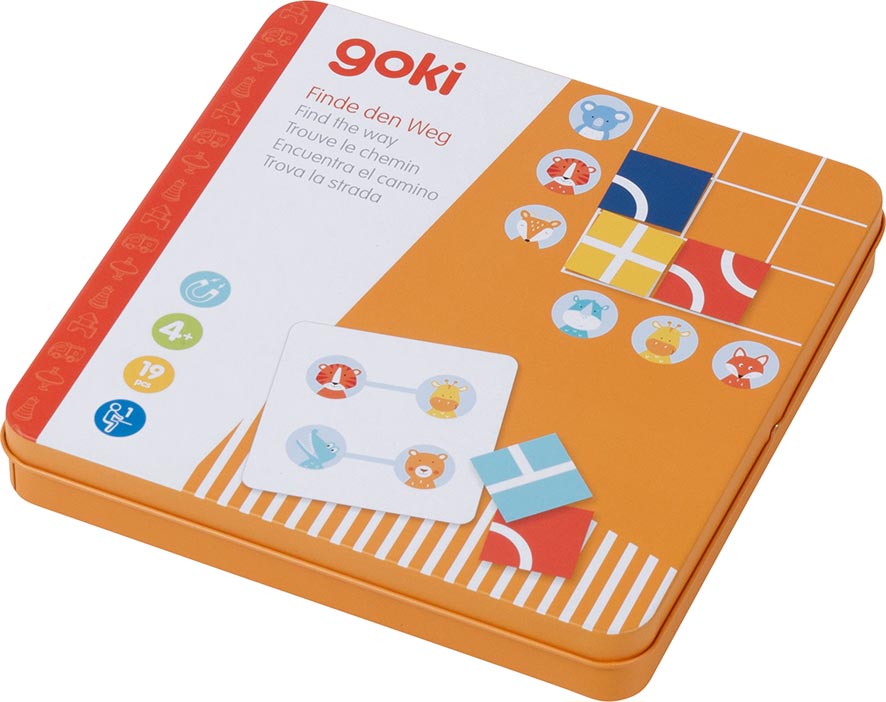 goki
Finde den Weg
Find the way
Trouve le chemin
Encuentra el camino
Trova la strada
4+
19
pcs
1